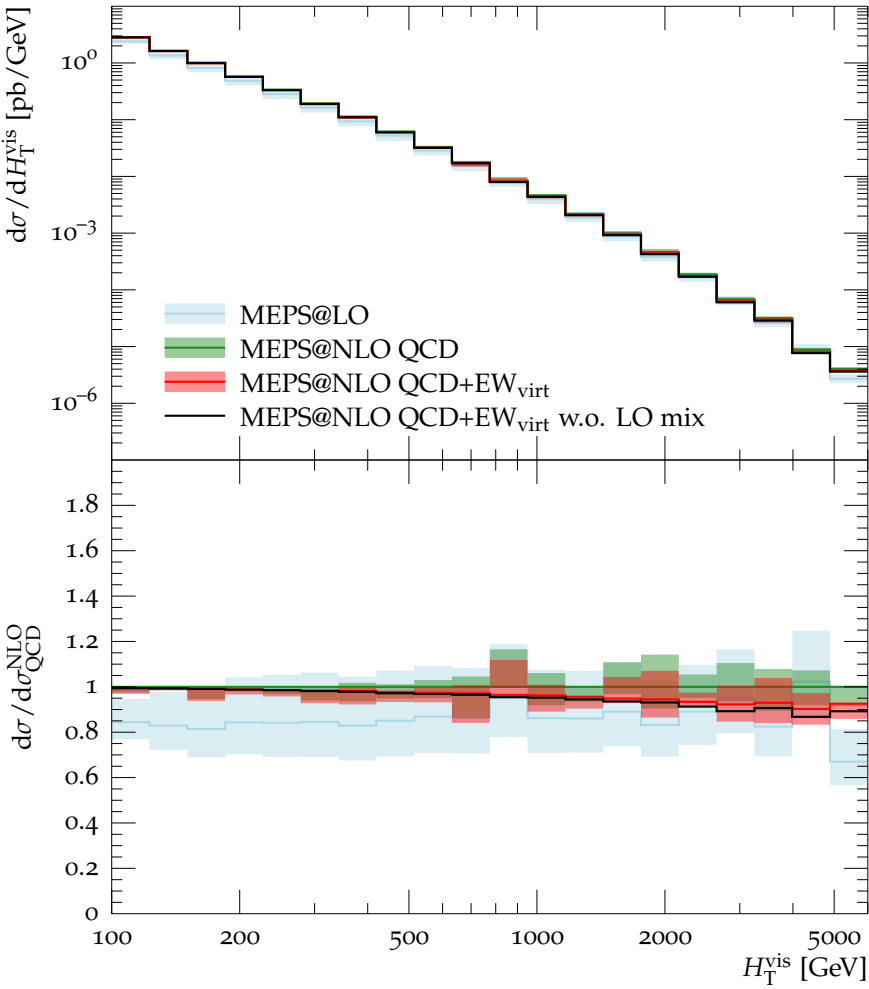 dσ/dH_T^vis [pb/GeV]
10^0
10^−3
10^−6
MEPS@LO
MEPS@NLO QCD
MEPS@NLO QCD+EW_virt
MEPS@NLO QCD+EW_virt w.o. LO mix
dσ/dσ_QCD^NLO
1.8
1.6
1.4
1.2
1
0.8
0.6
0.4
0.2
0
100 200 500 1000 2000 5000
H_T^vis [GeV]